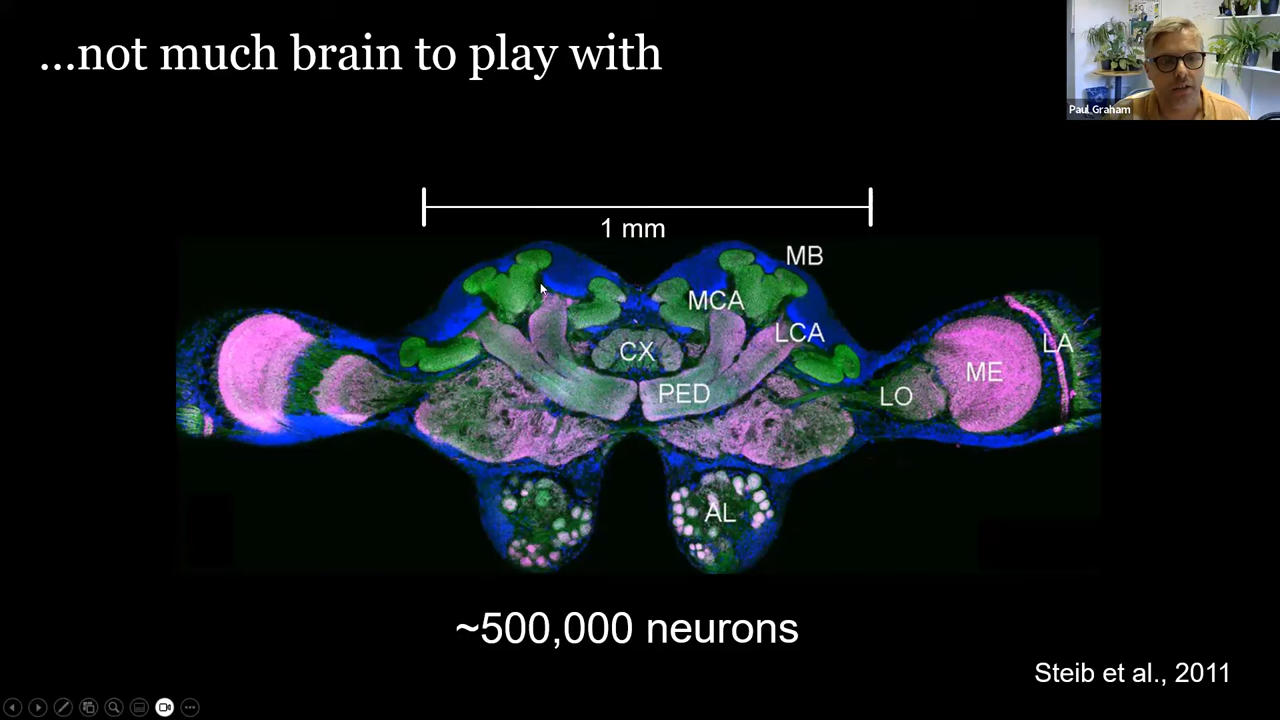 ...not much brain to play with
Paul Graham
1 mm
MB
MCA
LCA
LA
CX
ME
PED
LO
AL
~500,000 neurons
Steib et al., 2011